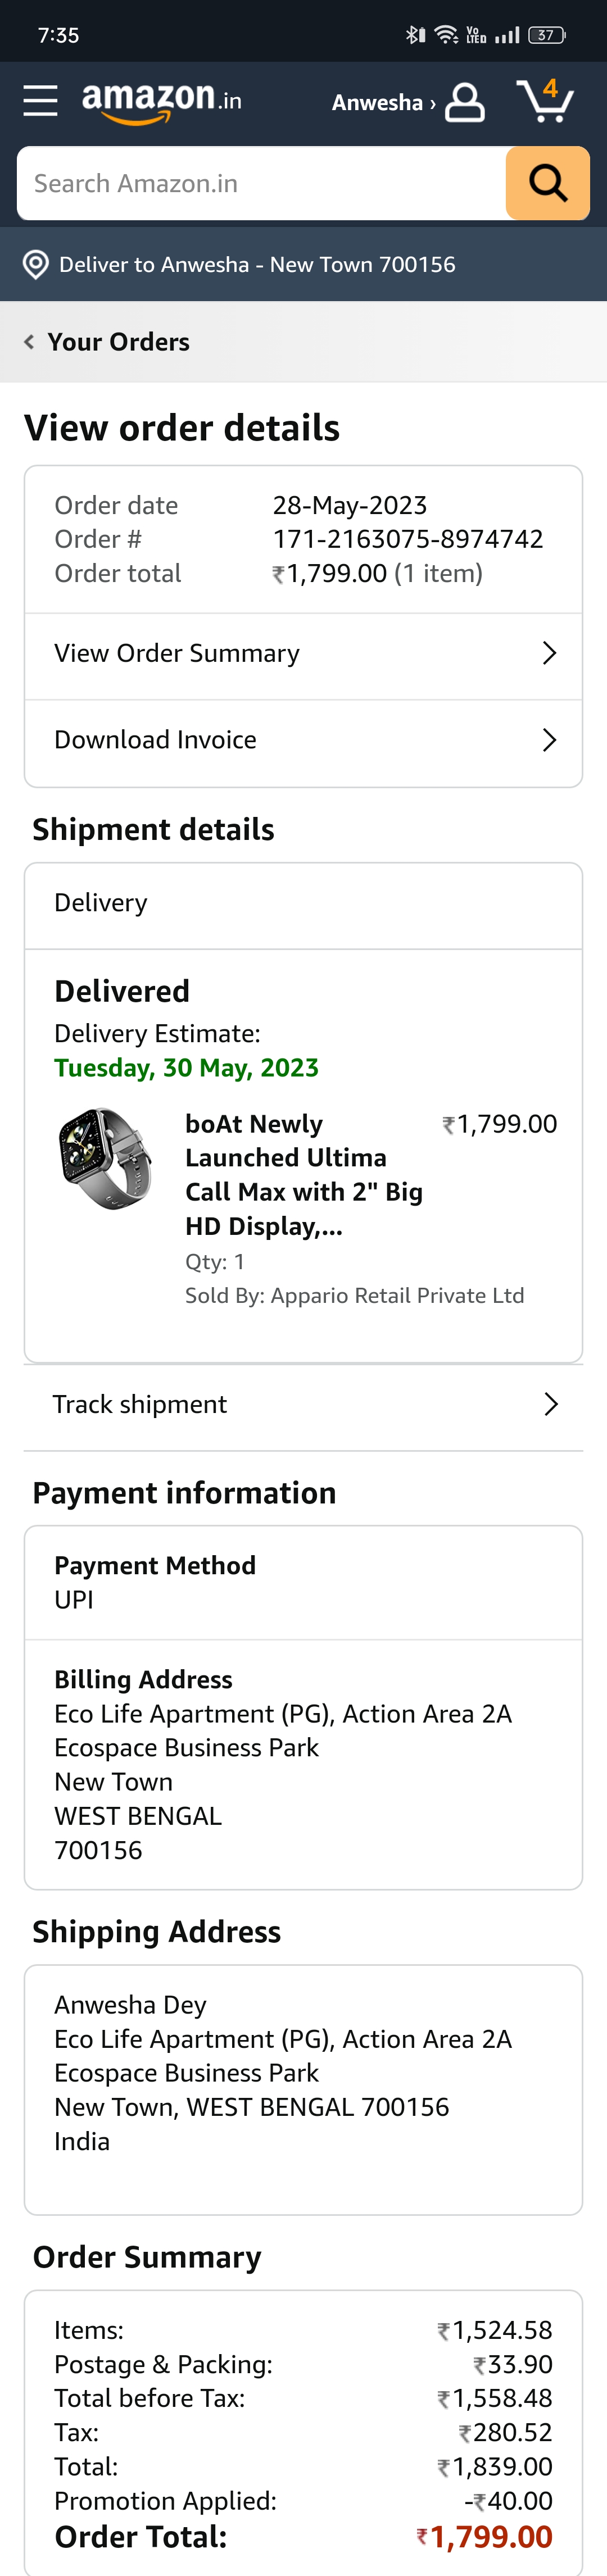 7:35
Vo
LTED
37
amazon.in
Anwesha ›
4
Search Amazon.in
Deliver to Anwesha - New Town 700156
Your Orders
View order details
Order date 28-May-2023
Order # 171-2163075-8974742
Order total ₹1,799.00 (1 item)
View Order Summary
Download Invoice
Shipment details
Delivery
Delivered
Delivery Estimate:
Tuesday, 30 May, 2023
boAt Newly ₹1,799.00
Launched Ultima
Call Max with 2" Big
HD Display,...
Qty: 1
Sold By: Appario Retail Private Ltd
Track shipment
Payment information
Payment Method
UPI
Billing Address
Eco Life Apartment (PG), Action Area 2A
Ecospace Business Park
New Town
WEST BENGAL
700156
Shipping Address
Anwesha Dey
Eco Life Apartment (PG), Action Area 2A
Ecospace Business Park
New Town, WEST BENGAL 700156
India
Order Summary
Items: ₹1,524.58
Postage & Packing: ₹33.90
Total before Tax: ₹1,558.48
Tax: ₹280.52
Total: ₹1,839.00
Promotion Applied: -₹40.00
Order Total: ₹1,799.00